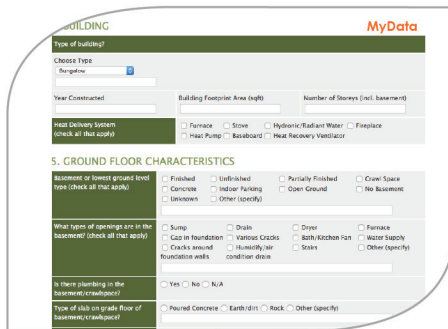 BUILDING
MyData
Type of building?
Choose Type
Bungalow
Year Constructed
Building Footprint Area (sqft)
Number of Storeys (incl. basement)
Heat Delivery System
(check all that apply)
Furnace Stove Hydronic/Radiant Water Fireplace
Heat Pump Baseboard Heat Recovery Ventilator
5. GROUND FLOOR CHARACTERISTICS
Basement or lowest ground level
type (check all that apply)
Finished Unfinished Partially Finished Crawl Space
Concrete Indoor Parking Open Ground No Basement
Unknown Other (specify)
What types of openings are in the
basement? (check all that apply)
Sump Drain Dryer Furnace
Gap in foundation Various Cracks Bath/Kitchen Fan Water Supply
Cracks around Humidify/air Stairs Other (specify)
foundation walls condition drain
Is there plumbing in the
basement/crawlspace?
Yes No N/A
Type of slab on grade floor of
basement/crawlspace?
Poured Concrete Earth/dirt Rock Other (specify)